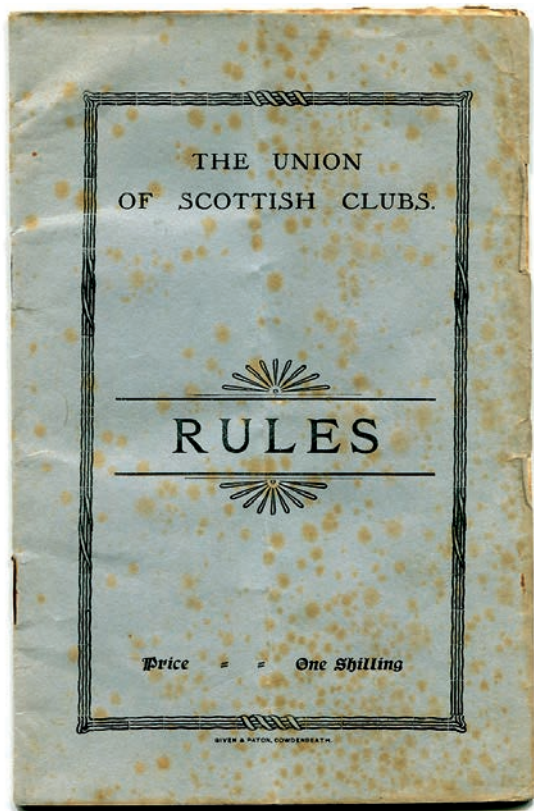 THE UNION
OF SCOTTISH CLUBS.
RULES
Price = = One Shilling
GIVEN & PATON, COWDENBEATH.